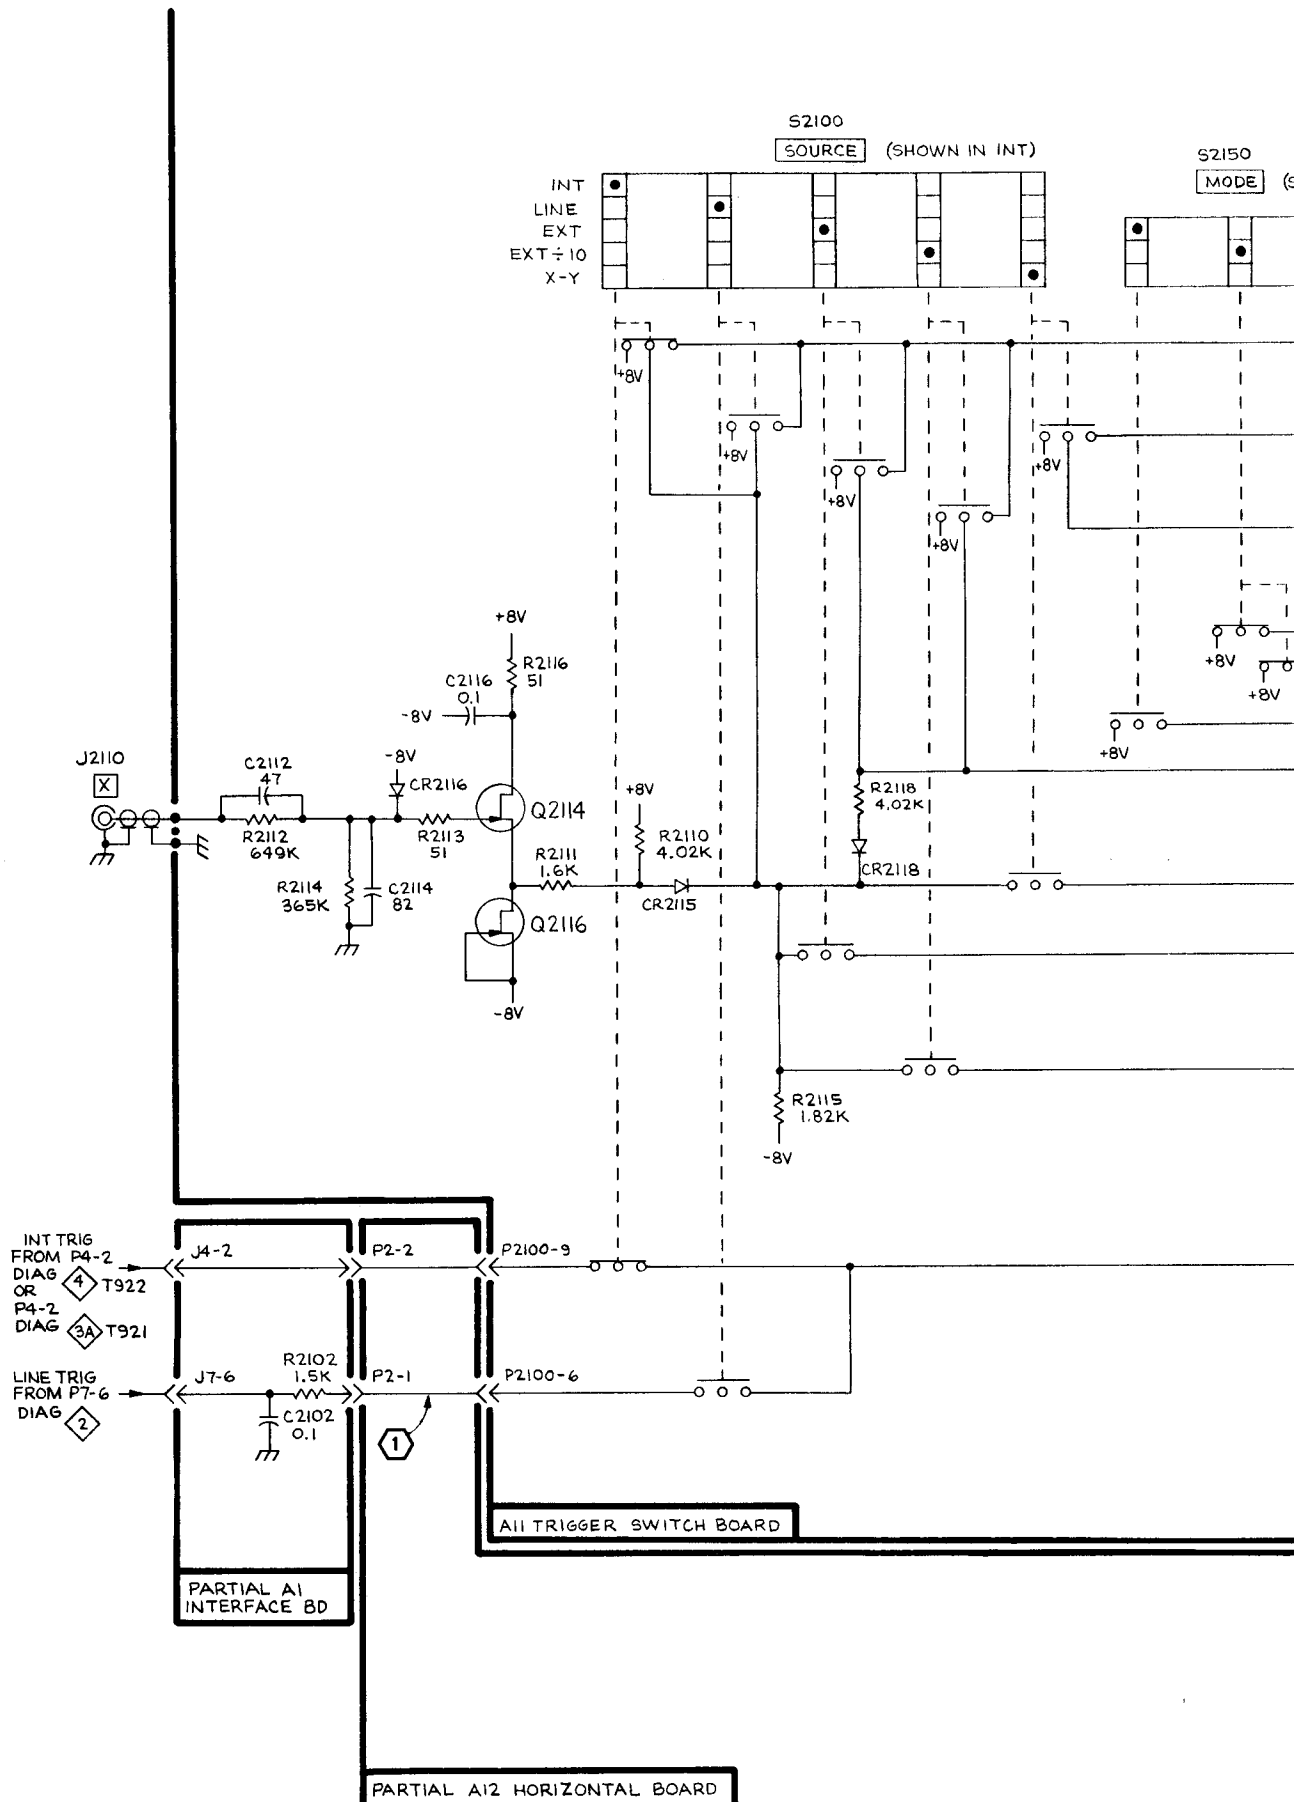 S2100
SOURCE (SHOWN IN INT)
S2150
MODE (S
INT
LINE
EXT
EXT÷10
X-Y
+8V
+8V
+8V
+8V
+8V
+8V
+8V
+8V
+8V
R2116
51
C2116
0.1
-8V
-8V
CR2116
J2110
X
C2112
47
R2112
649K
R2113
51
Q2114
R2114
365K
C2114
82
R2111
1.6K
+8V
R2110
4.02K
CR2115
R2118
4.02K
CR2118
Q2116
-8V
R2115
1.82K
-8V
INT TRIG
FROM P4-2
DIAG 4 T922
OR
P4-2
DIAG 3A T921
J4-2
P2-2
P2100-9
LINE TRIG
FROM P7-6
DIAG 2
J7-6
R2102
1.5K
P2-1
P2100-6
C2102
0.1
1
A11 TRIGGER SWITCH BOARD
PARTIAL A1
INTERFACE BD
PARTIAL A12 HORIZONTAL BOARD